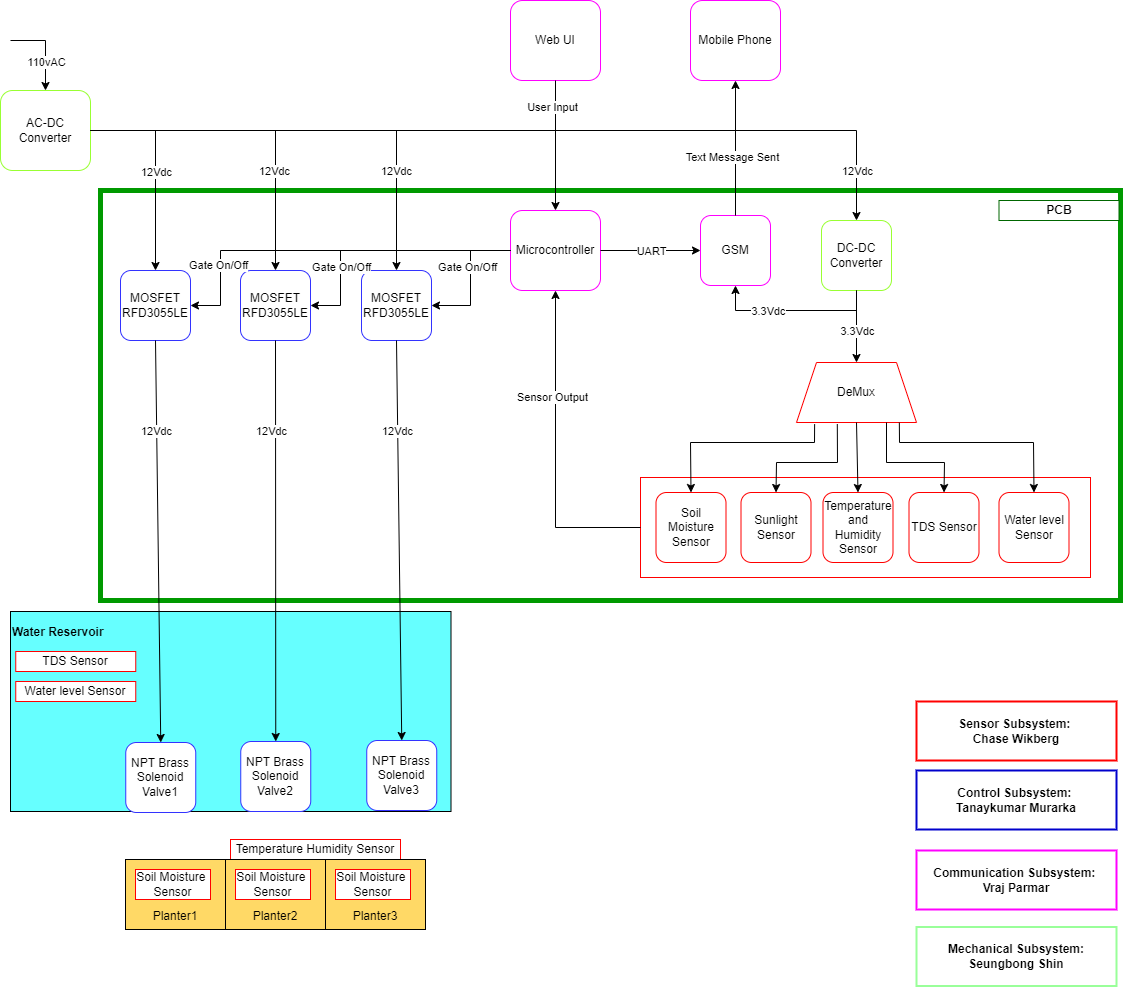 Web UI
Mobile Phone
110vAC
AC-DC
Converter
User Input
Text Message Sent
12Vdc
12Vdc
12Vdc
12Vdc
PCB
Microcontroller
UART
GSM
DC-DC
Converter
Gate On/Off
Gate On/Off
Gate On/Off
MOSFET
RFD3055LE
MOSFET
RFD3055LE
MOSFET
RFD3055LE
3.3Vdc
3.3Vdc
DeMux
Sensor Output
12Vdc
12Vdc
12Vdc
Soil
Moisture
Sensor
Sunlight
Sensor
Temperature
and
Humidity
Sensor
TDS Sensor
Water level
Sensor
Water Reservoir
TDS Sensor
Water level Sensor
NPT Brass
Solenoid
Valve1
NPT Brass
Solenoid
Valve2
NPT Brass
Solenoid
Valve3
Temperature Humidity Sensor
Soil Moisture
Sensor
Planter1
Soil Moisture
Sensor
Planter2
Soil Moisture
Sensor
Planter3
Sensor Subsystem:
Chase Wikberg
Control Subsystem:
Tanaykumar Murarka
Communication Subsystem:
Vraj Parmar
Mechanical Subsystem:
Seungbong Shin